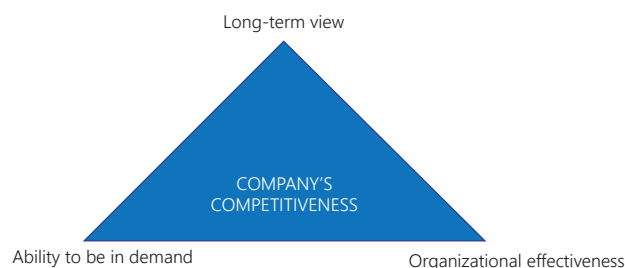 Long-term view
COMPANY'S
COMPETITIVENESS
Ability to be in demand
Organizational effectiveness